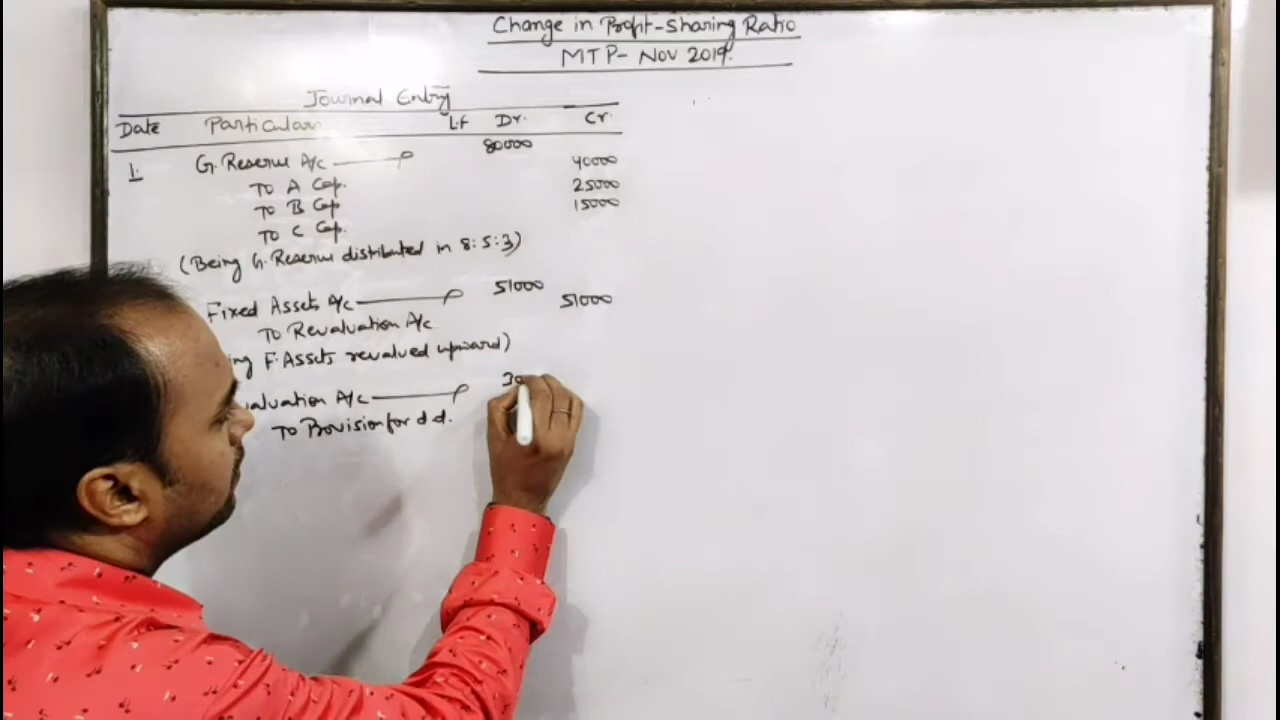 Change in Profit-Sharing Ratio
MTP- Nov 2019.
Journal Entry
Date Particulars L.f Dr. Cr.
1. G. Reserve A/c 80000
To A Cap. 40000
To B Cap 25000
To C Cap. 15000
(Being G. Reserve distributed in 8:5:3)
Fixed Assets A/c 51000
To Revaluation A/c 51000
ing F. Assets revalued upward)
aluation A/c
To Provision for d d.